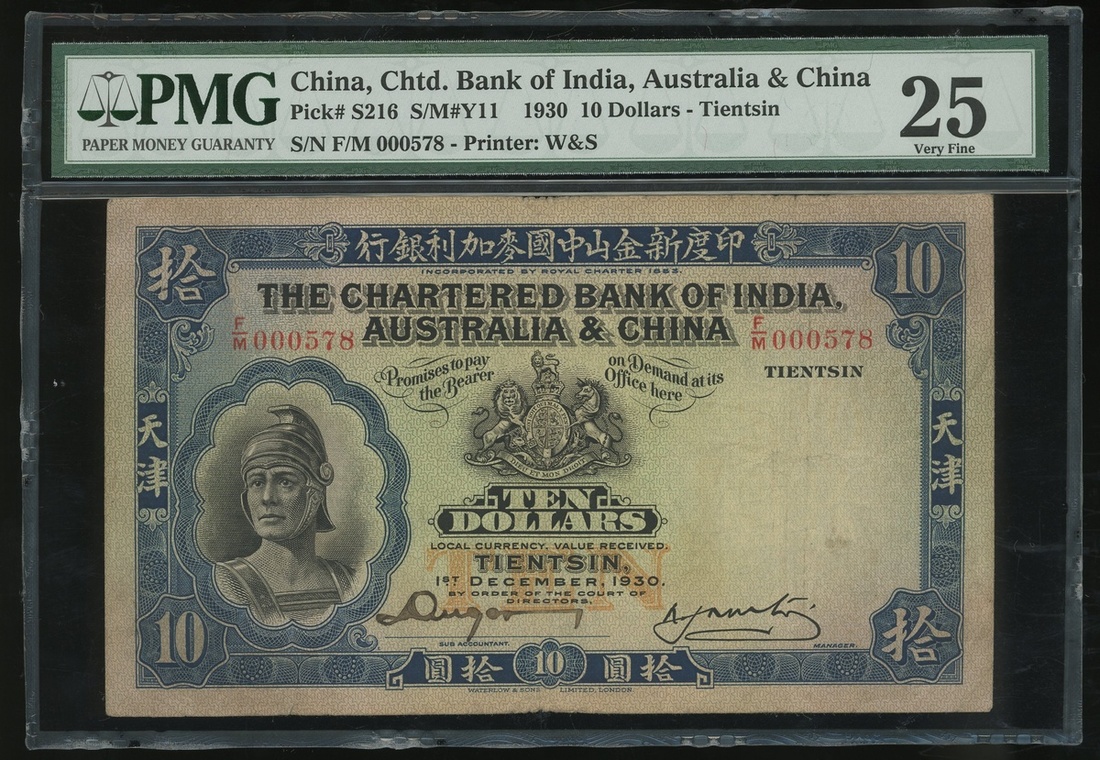 PMG
PAPER MONEY GUARANTY
China, Chtd. Bank of India, Australia & China
Pick# S216 S/M#Y11 1930 10 Dollars - Tientsin
S/N F/M 000578 - Printer: W&S
25
Very Fine
拾
印度新金山中國麥加利銀行
10
INCORPORATED BY ROYAL CHARTER 1853.
THE CHARTERED BANK OF INDIA,
AUSTRALIA & CHINA
F/M 000578
F/M 000578
TIENTSIN
Promises to pay
the Bearer
on Demand at its
Office here
天津
天津
DIEU ET MON DROIT
TEN
DOLLARS
LOCAL CURRENCY, VALUE RECEIVED.
TEN
TIENTSIN,
1ST DECEMBER, 1930.
BY ORDER OF THE COURT OF
DIRECTORS.
SUB ACCOUNTANT.
MANAGER.
10
拾圓 10 拾圓
拾
WATERLOW & SONS LIMITED, LONDON.